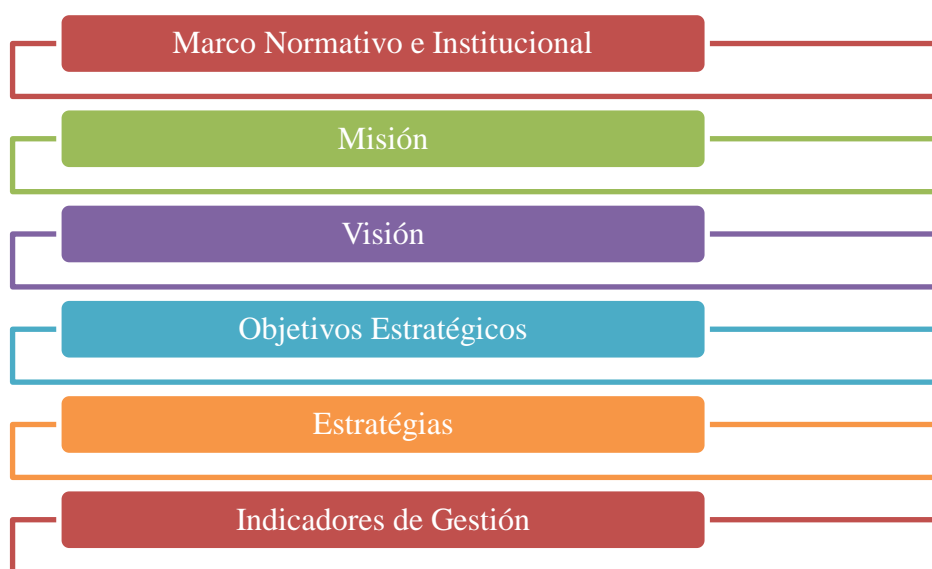 Marco Normativo e Institucional
Misión
Visión
Objetivos Estratégicos
Estratégias
Indicadores de Gestión